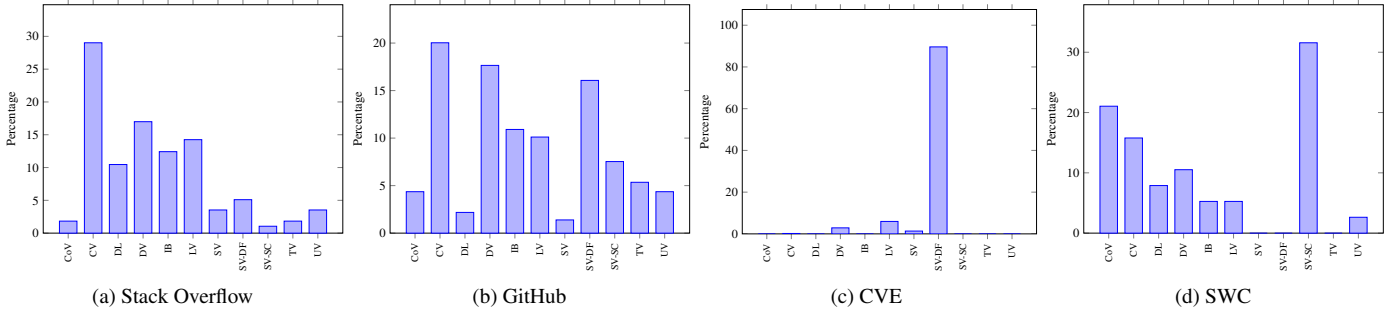 Percentage
30
25
20
15
10
5
0
CoV
CV
DL
DV
IB
LV
SV
SV-DF
SV-SC
TV
UV
(a) Stack Overflow
Percentage
20
15
10
5
0
CoV
CV
DL
DV
IB
LV
SV
SV-DF
SV-SC
TV
UV
(b) GitHub
Percentage
100
80
60
40
20
0
CoV
CV
DL
DV
IB
LV
SV
SV-DF
SV-SC
TV
UV
(c) CVE
Percentage
30
20
10
0
CoV
CV
DL
DV
IB
LV
SV
SV-DF
SV-SC
TV
UV
(d) SWC